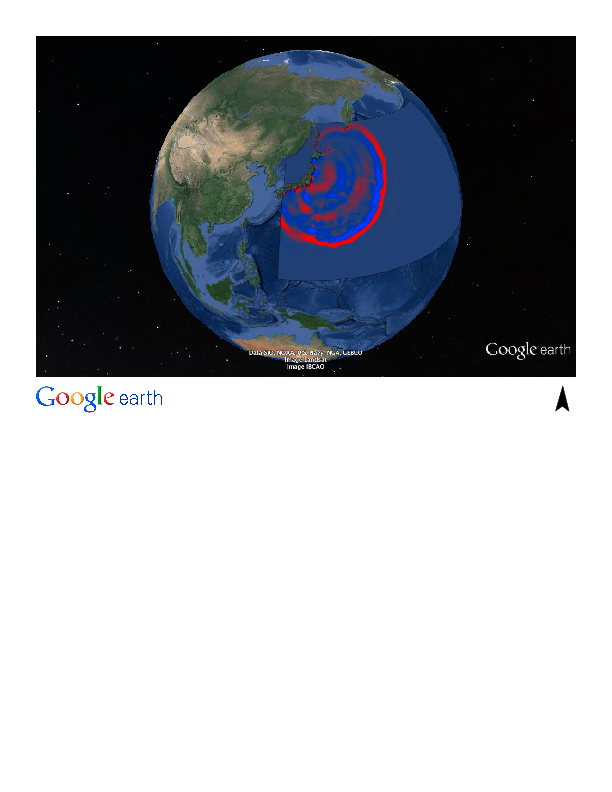 Data SIO, NOAA, U.S. Navy, NGA, GEBCO
Image Landsat
Image IBCAO
Google earth
Google earth